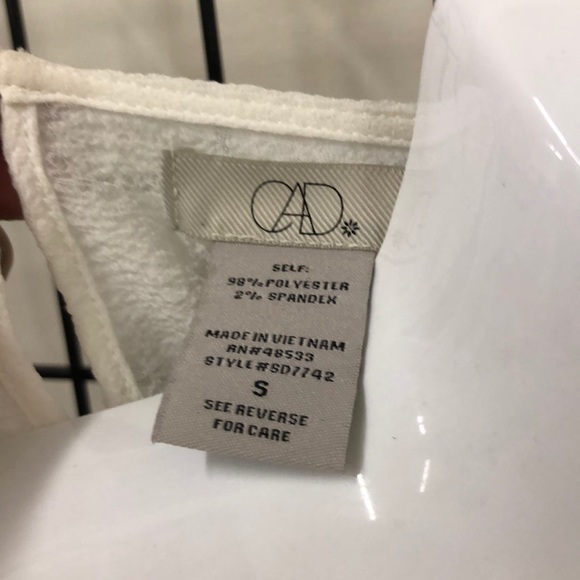 CAD
SELF:
98% POLYESTER
2% SPANDEX
MADE IN VIETNAM
RN#48533
STYLE#SD7742
S
SEE REVERSE
FOR CARE